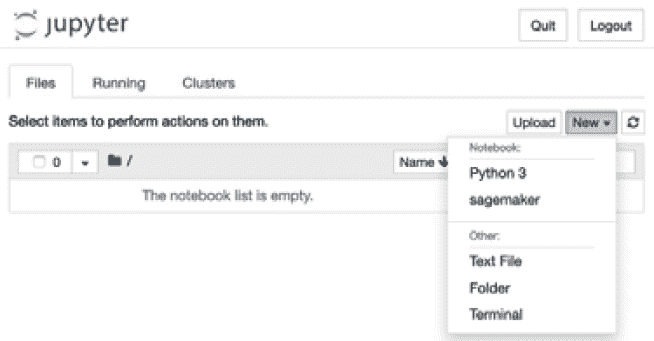 jupyter
Quit Logout
Files Running Clusters
Select items to perform actions on them.
Upload New
0 / Name
The notebook list is empty.
Notebook:
Python 3
sagemaker
Other:
Text File
Folder
Terminal